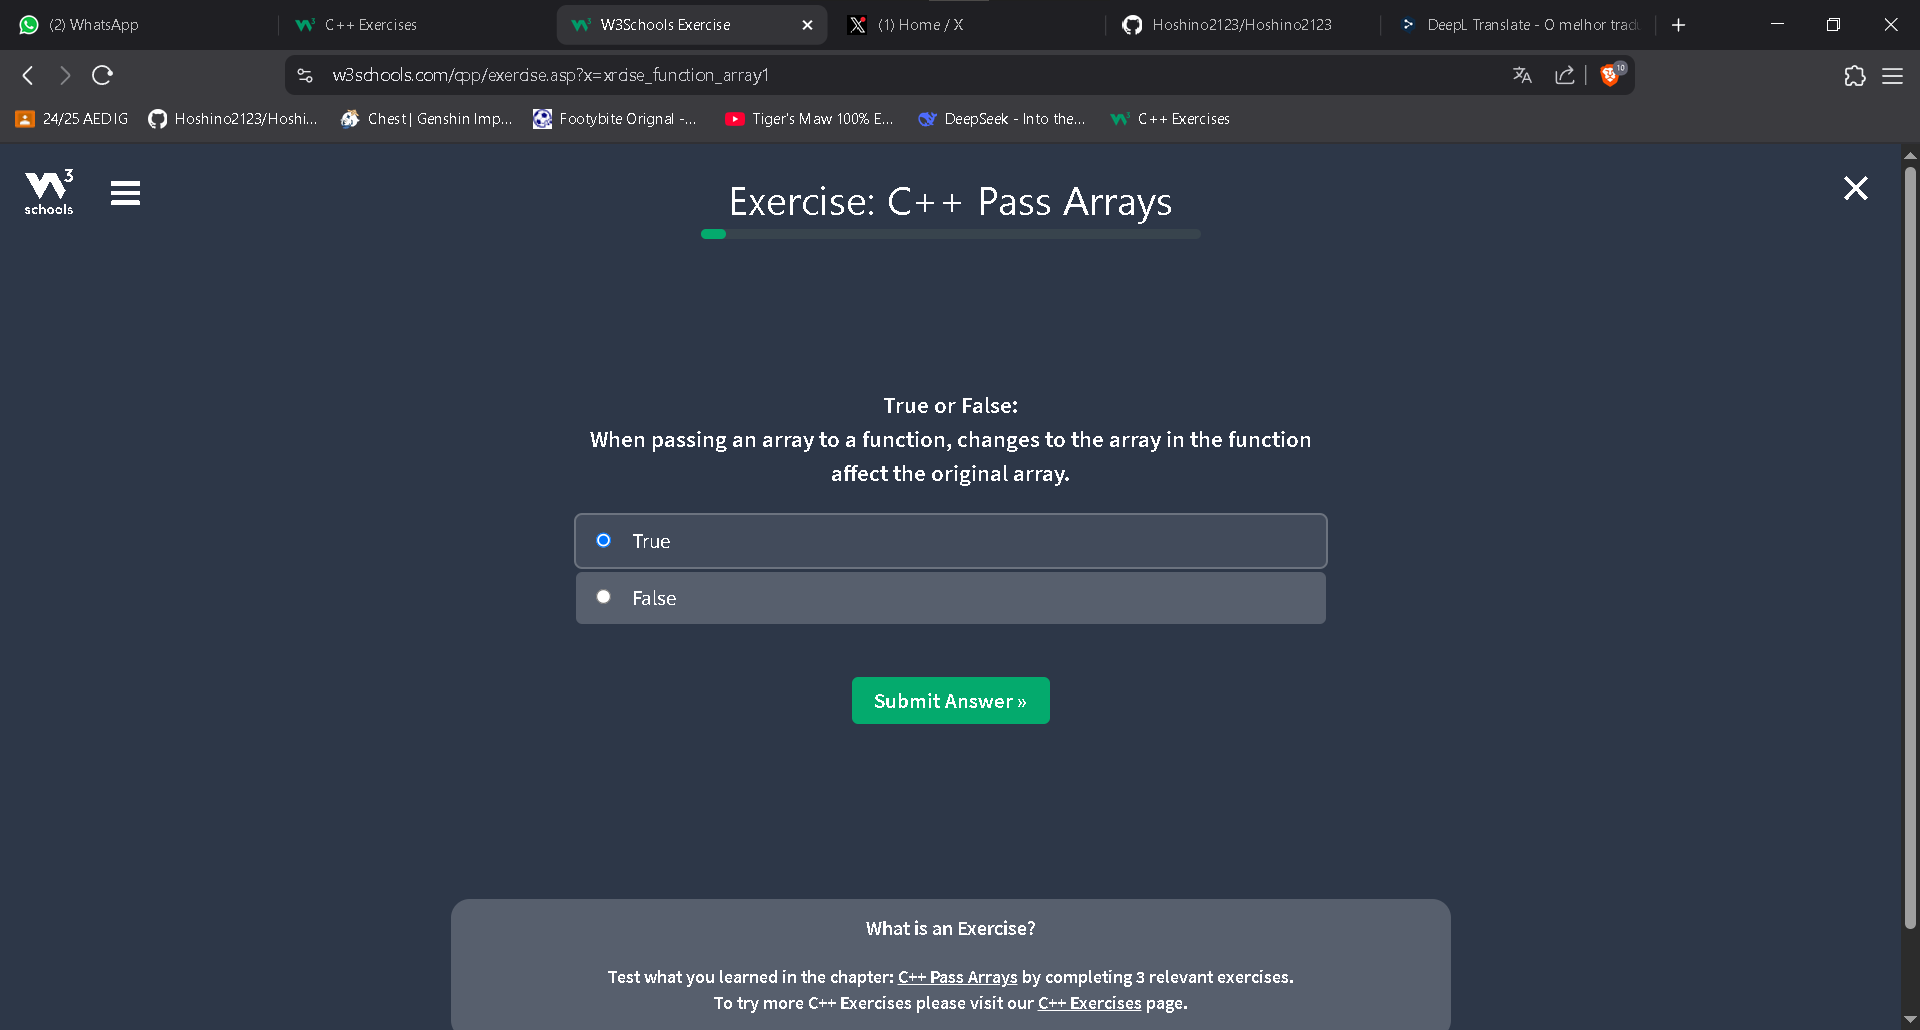 (2) WhatsApp
C++ Exercises
W3Schools Exercise
(1) Home / X
Hoshino2123/Hoshino2123
DeepL Translate - O melhor trad
w3schools.com/cpp/exercise.asp?x=xrcise_function_array1
10
24/25 AEDIG
Hoshino2123/Hoshi...
Chest | Genshin Imp...
Footybite Orignal -...
Tiger's Maw 100% E...
DeepSeek - Into the...
C++ Exercises
3
schools
Exercise: C++ Pass Arrays
True or False:
When passing an array to a function, changes to the array in the function
affect the original array.
True
False
Submit Answer »
What is an Exercise?
Test what you learned in the chapter: C++ Pass Arrays by completing 3 relevant exercises.
To try more C++ Exercises please visit our C++ Exercises page.